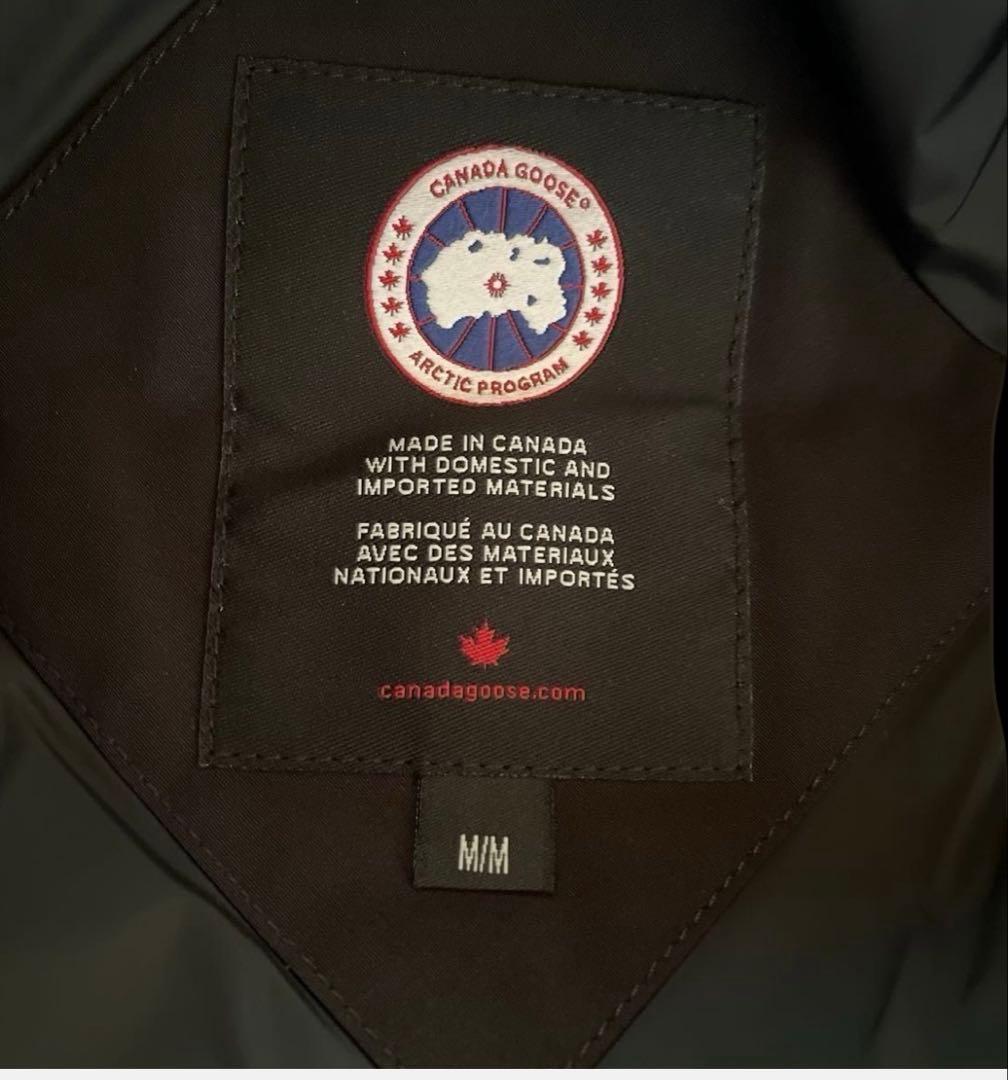 CANADA GOOSE®
ARCTIC PROGRAM
MADE IN CANADA
WITH DOMESTIC AND
IMPORTED MATERIALS
FABRIQUÉ AU CANADA
AVEC DES MATERIAUX
NATIONAUX ET IMPORTÉS
canadagoose.com
M/M